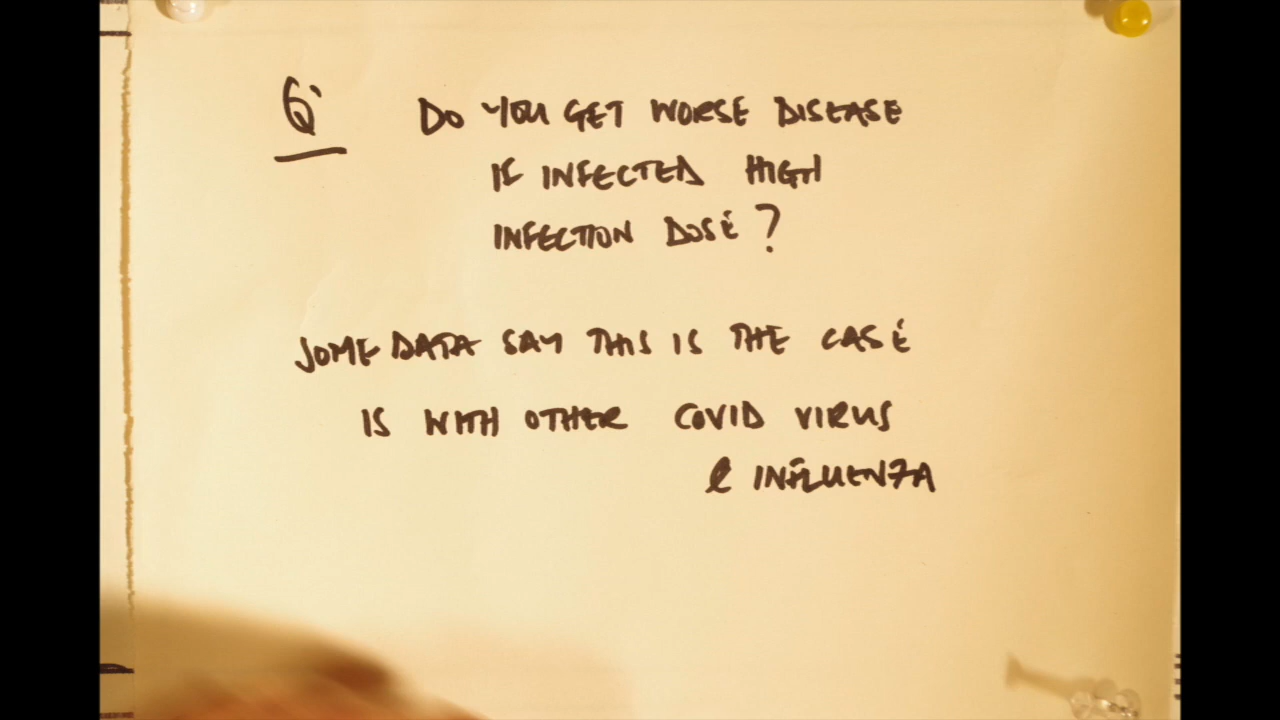 Q: DO YOU GET WORSE DISEASE
IF INFECTED HIGH
INFECTION DOSE?
SOME DATA SAY THIS IS THE CASE
IS WITH OTHER COVID VIRUS
& INFLUENZA